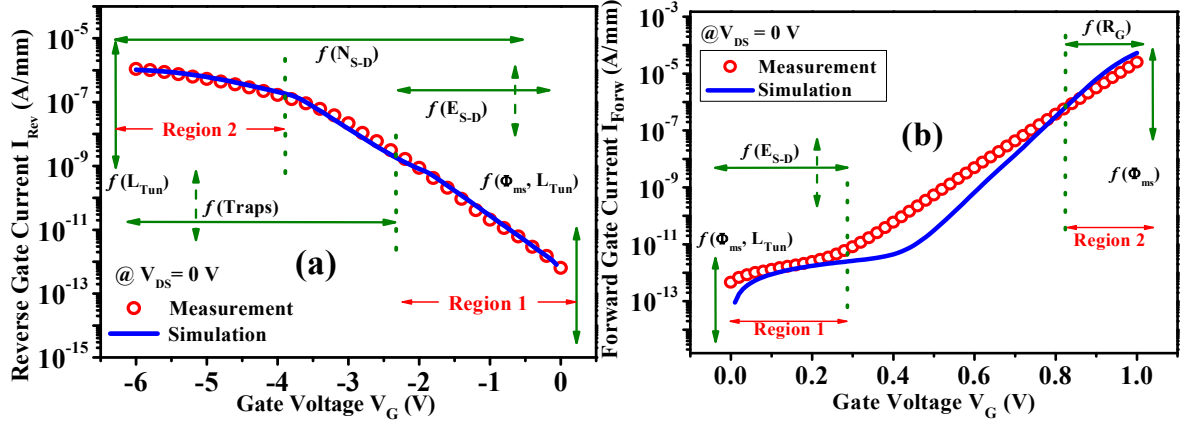 Reverse Gate Current I_Rev (A/mm)
10^-5
10^-7
10^-9
10^-11
10^-13
10^-15
f (N_S-D)
f (E_S-D)
Region 2
f (L_Tun)
f (Φ_ms, L_Tun)
f (Traps)
(a)
@ V_DS = 0 V
Region 1
Measurement
Simulation
-6 -5 -4 -3 -2 -1 0
Gate Voltage V_G (V)
Forward Gate Current I_Forw (A/mm)
10^-3
10^-5
10^-7
10^-9
10^-11
10^-13
@V_DS = 0 V
f (R_G)
Measurement
Simulation
(b)
f (E_S-D)
f (Φ_ms)
f (Φ_ms, L_Tun)
Region 2
Region 1
0.0 0.2 0.4 0.6 0.8 1.0
Gate Voltage V_G (V)